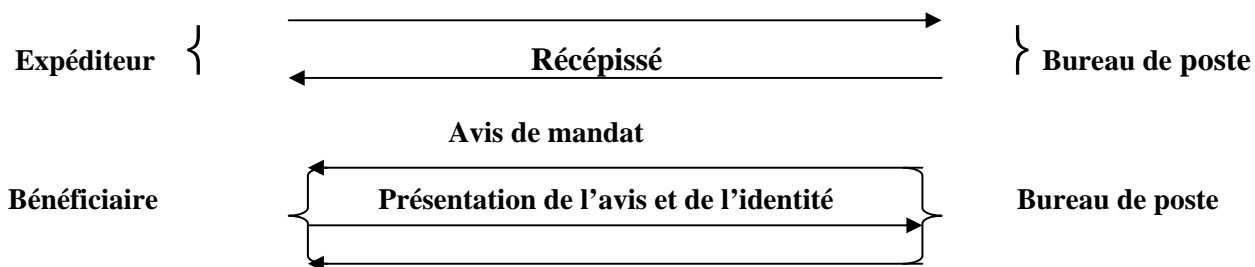 Expéditeur Récépissé Bureau de poste
Avis de mandat
Bénéficiaire Présentation de l’avis et de l’identité Bureau de poste